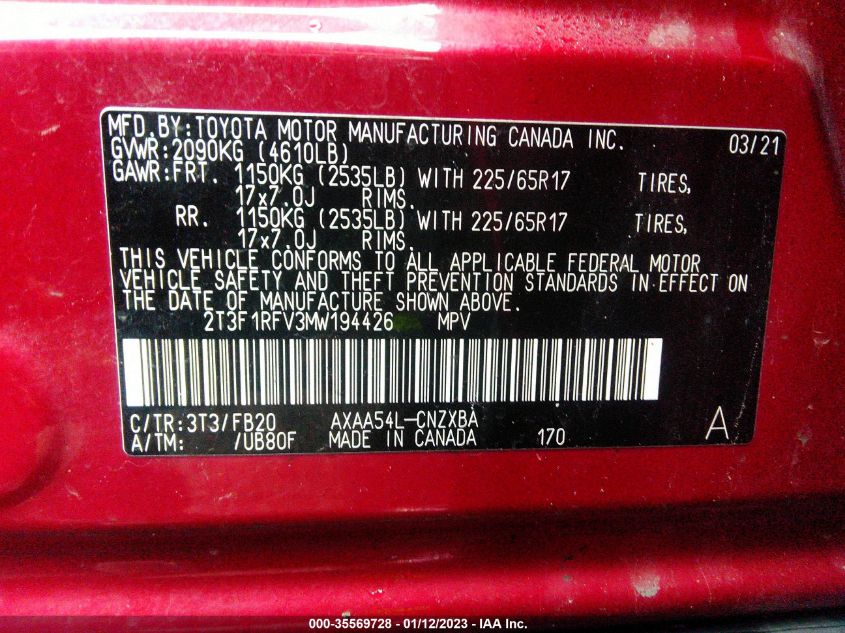 MFD.BY:TOYOTA MOTOR MANUFACTURING CANADA INC. 03/21
GVWR:2090KG (4610LB)
GAWR:FRT. 1150KG (2535LB) WITH 225/65R17 TIRES,
17x7.0J RIMS.
RR. 1150KG (2535LB) WITH 225/65R17 TIRES,
17x7.0J RIMS.
THIS VEHICLE CONFORMS TO ALL APPLICABLE FEDERAL MOTOR
VEHICLE SAFETY AND THEFT PREVENTION STANDARDS IN EFFECT ON
THE DATE OF MANUFACTURE SHOWN ABOVE.
2T3F1RFV3MW194426 MPV
C/TR:3T3/FB20 AXAA54L-CNZXBA
A/TM: /UB80F MADE IN CANADA 170 A
000-35569728 - 01/12/2023 - IAA Inc.